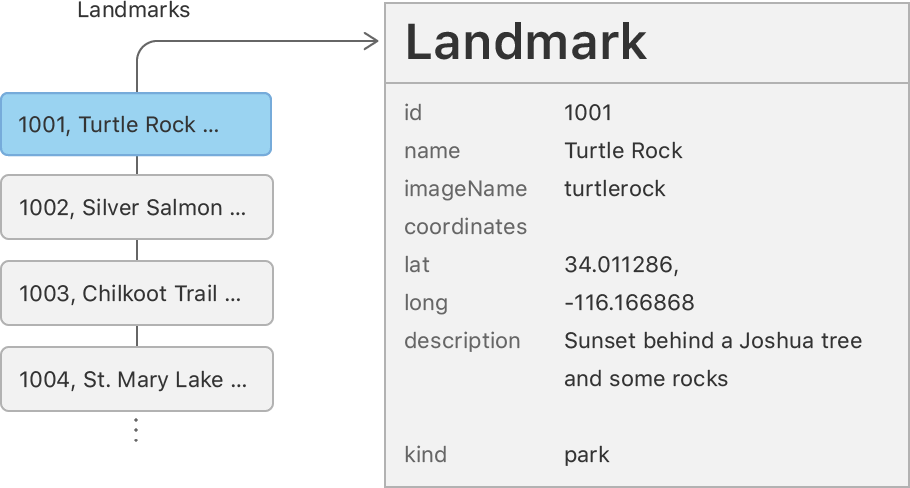 Landmarks
1001, Turtle Rock ...
1002, Silver Salmon ...
1003, Chilkoot Trail ...
1004, St. Mary Lake ...
Landmark
id 1001
name Turtle Rock
imageName turtlerock
coordinates
lat 34.011286,
long -116.166868
description Sunset behind a Joshua tree
and some rocks
kind park